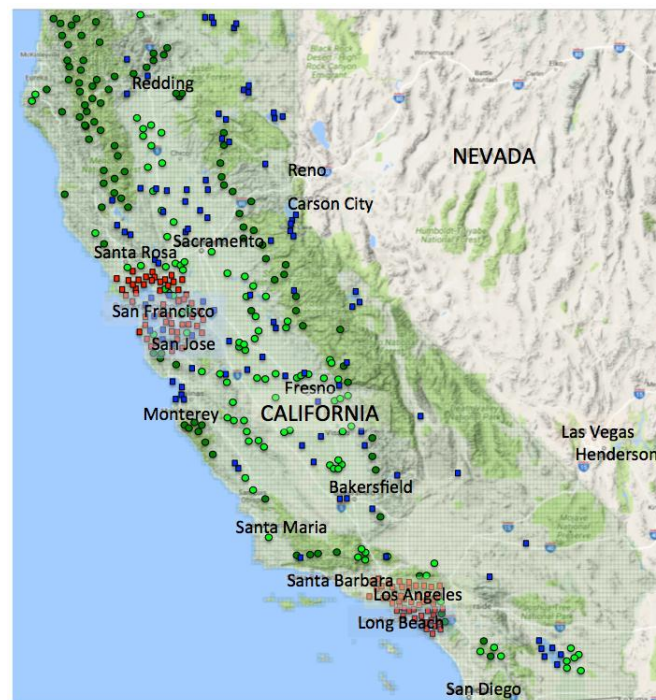 Redding
Reno
NEVADA
Carson City
Sacramento
Santa Rosa
San Francisco
San Jose
Fresno
Monterey
CALIFORNIA
Las Vegas
Henderson
Bakersfield
Santa Maria
Santa Barbara
Los Angeles
Long Beach
San Diego